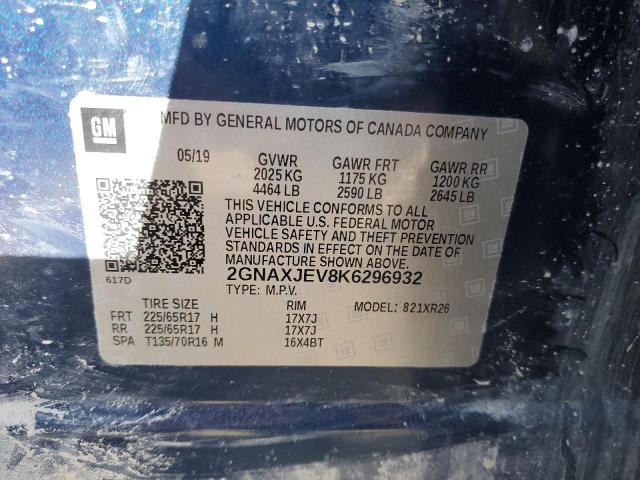 GM
MFD BY GENERAL MOTORS OF CANADA COMPANY
05/19 GVWR GAWR FRT GAWR RR
2025 KG 1175 KG 1200 KG
4464 LB 2590 LB 2645 LB
THIS VEHICLE CONFORMS TO ALL
APPLICABLE U.S. FEDERAL MOTOR
VEHICLE SAFETY AND THEFT PREVENTION
STANDARDS IN EFFECT ON THE DATE OF
MANUFACTURE SHOWN ABOVE.
617D 2GNAXJEV8K6296932
TYPE: M.P.V.
TIRE SIZE RIM MODEL: 821XR26
FRT 225/65R17 H 17X7J
RR 225/65R17 H 17X7J
SPA T135/70R16 M 16X4BT